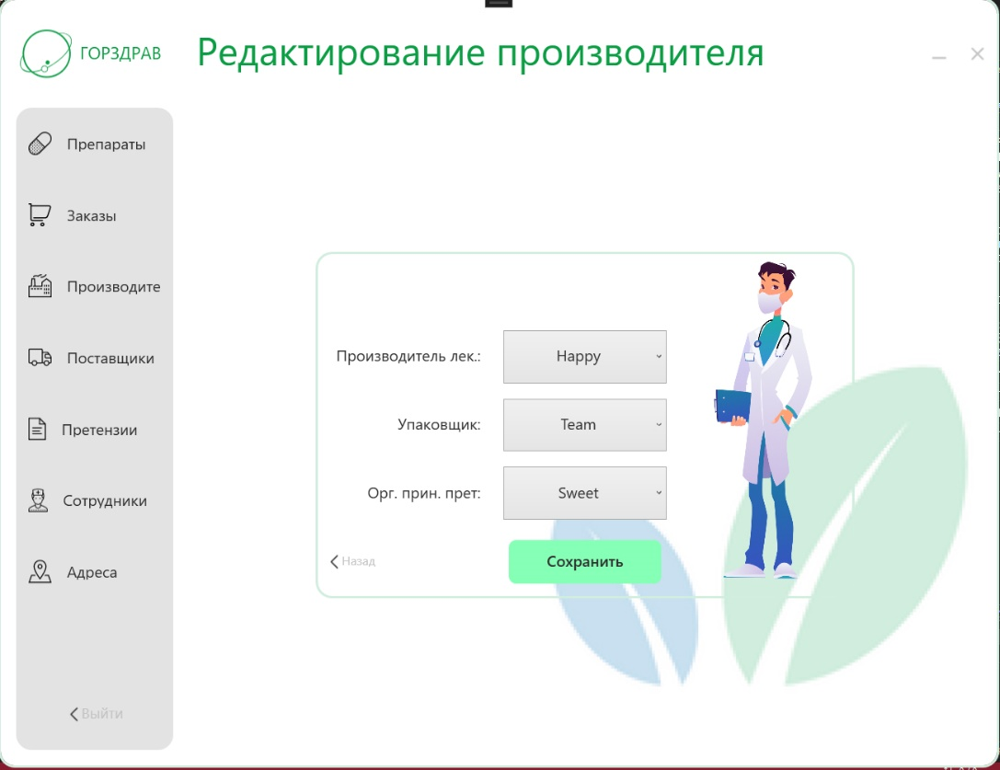 ГОРЗДРАВ
Редактирование производителя
Препараты
Заказы
Производите
Поставщики
Претензии
Сотрудники
Адреса
Выйти
Производитель лек.: Happy
Упаковщик: Team
Орг. прин. прет: Sweet
Назад
Сохранить